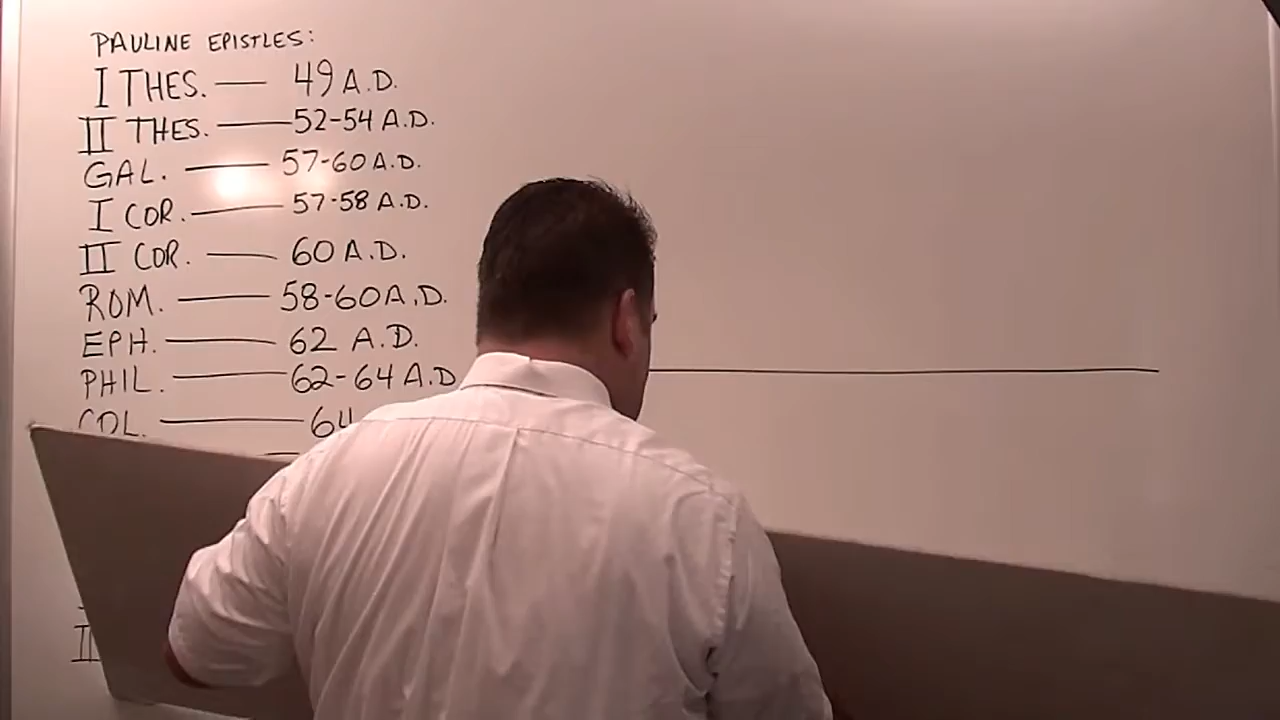 PAULINE EPISTLES:
I THES. — 49 A.D.
II THES. — 52-54 A.D.
GAL. — 57-60 A.D.
I COR. — 57-58 A.D.
II COR. — 60 A.D.
ROM. — 58-60 A.D.
EPH. — 62 A.D.
PHIL. — 62-64 A.D
COL. — 64
II